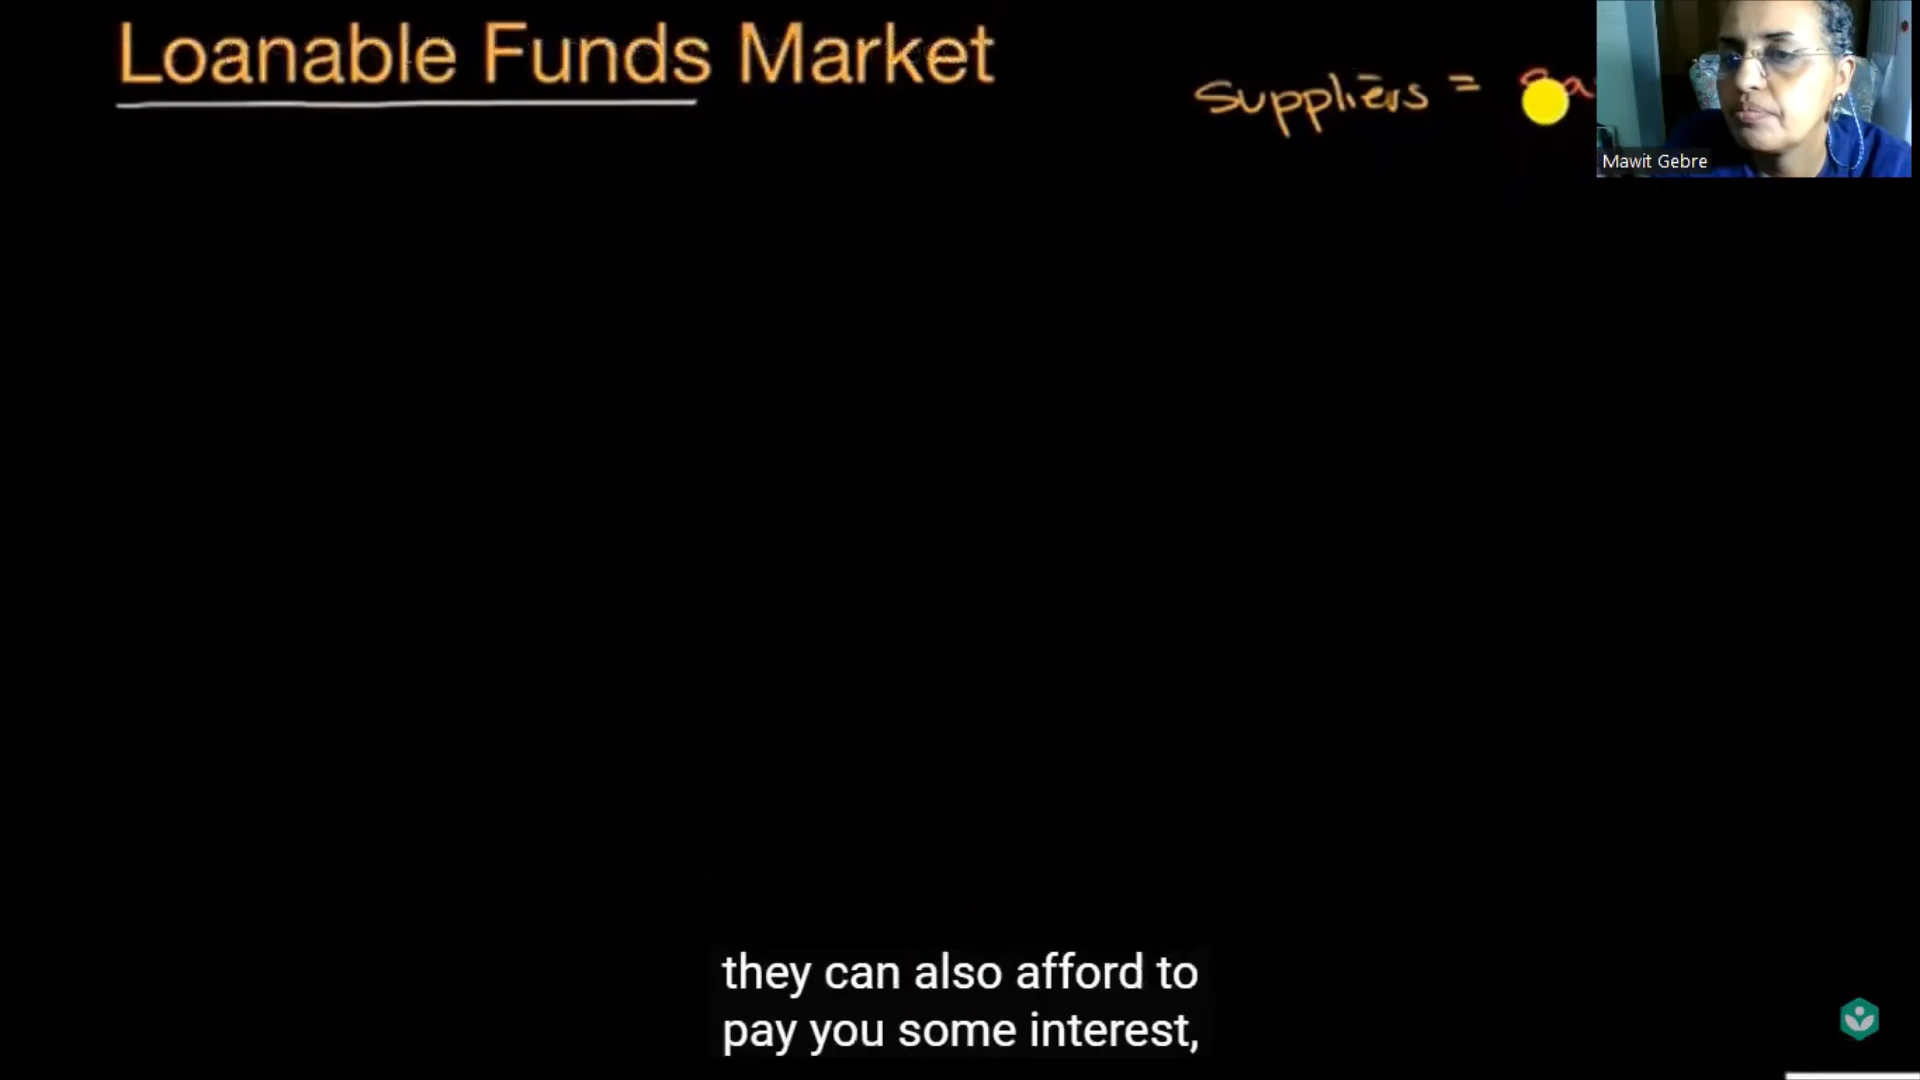 Loanable Funds Market
Suppliers =
Mawit Gebre
they can also afford to
pay you some interest,